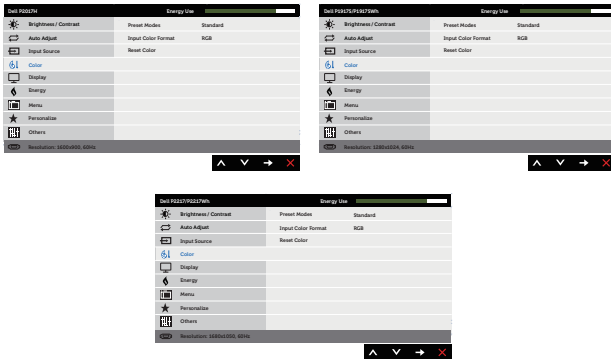 Dell P2017H Energy Use
Brightness / Contrast Preset Modes Standard
Auto Adjust Input Color Format RGB
Input Source Reset Color
Color
Display
Energy
Menu
Personalize
Others
Resolution: 1600x900, 60Hz
Dell P1917S/P1917SWh Energy Use
Brightness / Contrast Preset Modes Standard
Auto Adjust Input Color Format RGB
Input Source Reset Color
Color
Display
Energy
Menu
Personalize
Others
Resolution: 1280x1024, 60Hz
Dell P2217/P2217Wh Energy Use
Brightness / Contrast Preset Modes Standard
Auto Adjust Input Color Format RGB
Input Source Reset Color
Color
Display
Energy
Menu
Personalize
Others
Resolution: 1680x1050, 60Hz